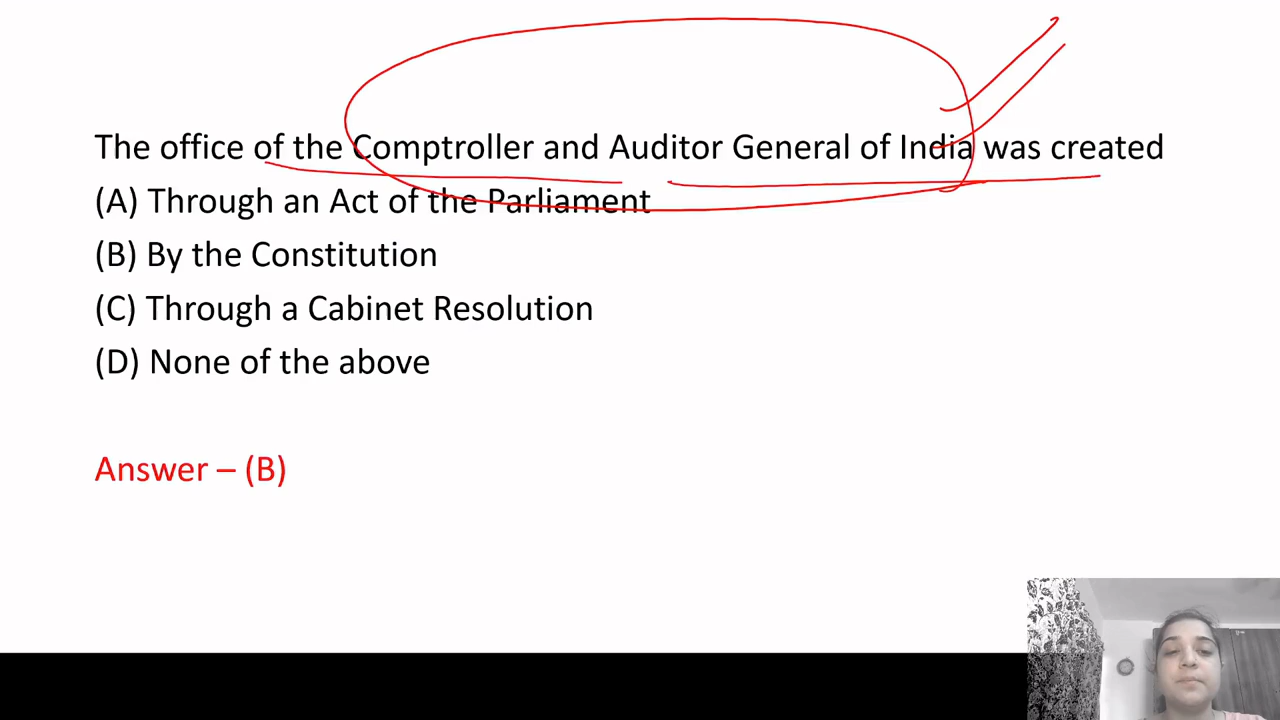 The office of the Comptroller and Auditor General of India was created
(A) Through an Act of the Parliament
(B) By the Constitution
(C) Through a Cabinet Resolution
(D) None of the above
Answer – (B)